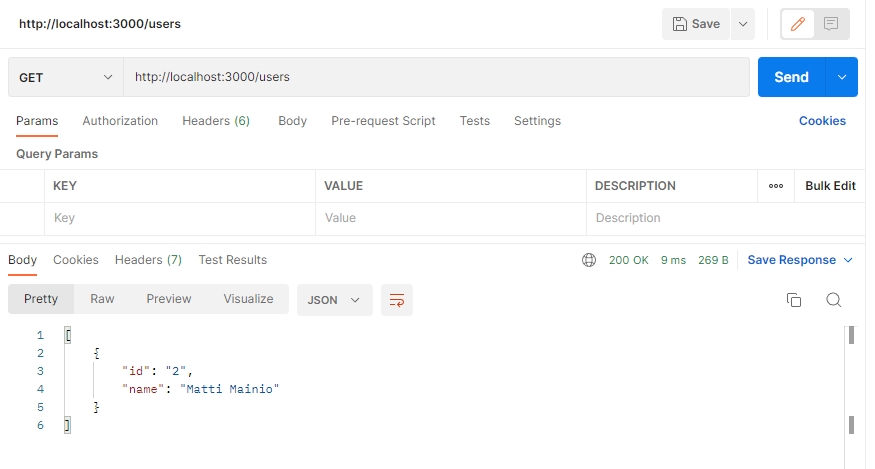 http://localhost:3000/users Save
GET http://localhost:3000/users Send
Params Authorization Headers (6) Body Pre-request Script Tests Settings Cookies
Query Params
KEY VALUE DESCRIPTION ooo Bulk Edit
Key Value Description
Body Cookies Headers (7) Test Results 200 OK 9 ms 269 B Save Response
Pretty Raw Preview Visualize JSON
1 [
2 {
3 "id": "2",
4 "name": "Matti Mainio"
5 }
6 ]